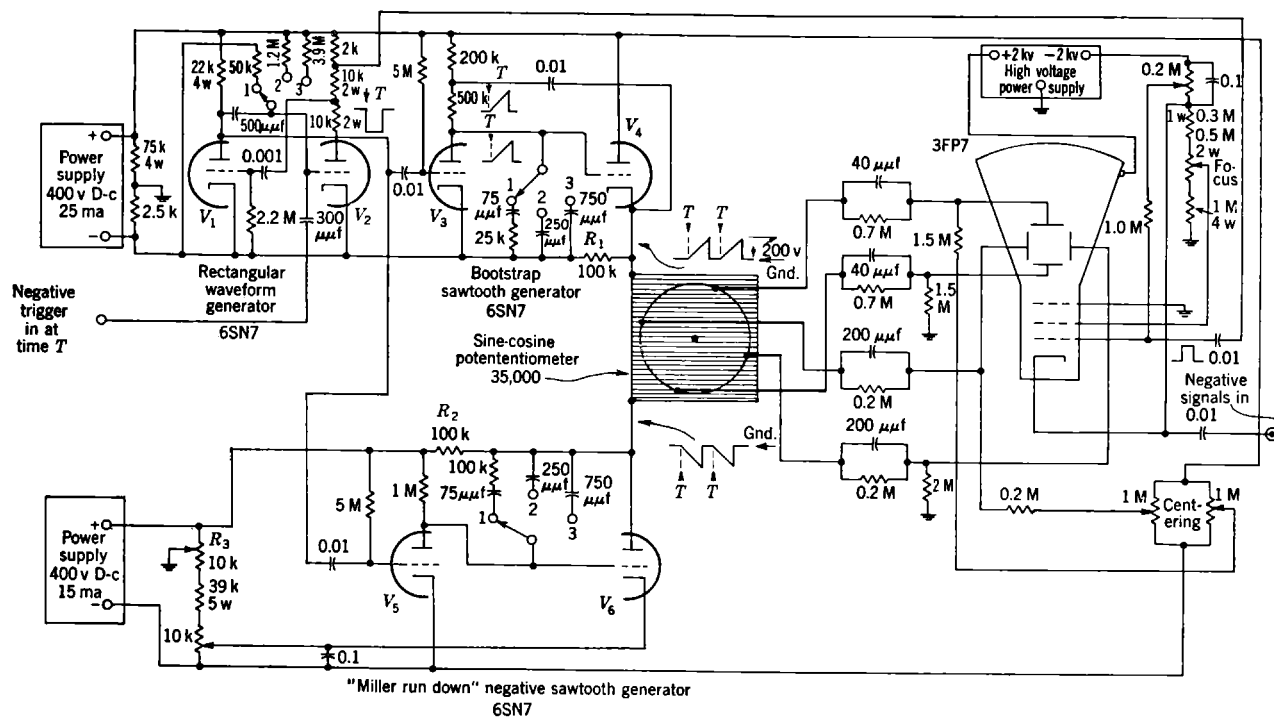 Power
supply
400 v D-c
25 ma
+
−
75 k
4 w
2.5 k
22 k
4 w
50 k
1.2 M
3.9 M
2 k
10 k
2 w
10 k
2 w
1
2
3
T
500 μμf
0.001
2.2 M
300
μμf
V1
V2
Rectangular
waveform
generator
6SN7
Negative
trigger
in at
time T
0.01
5 M
200 k
500 k
T
T
0.01
V3
V4
1
2
3
75
μμf
250
μμf
750
μμf
25 k
R1
100 k
Bootstrap
sawtooth generator
6SN7
T
T
200 v
Gnd.
Sine-cosine
potententiometer
35,000
Gnd.
T
T
40 μμf
0.7 M
40 μμf
0.7 M
200 μμf
0.2 M
200 μμf
0.2 M
1.5 M
1.5
M
2 M
0.2 M
3FP7
+2 kv
−2 kv
High voltage
power supply
0.2 M
0.1
1 w
0.3 M
0.5 M
2 w
Fo-
cus
1 M
4 w
1.0 M
0.01
Negative
signals in
0.01
1 M
Cent-
ering
1 M
Power
supply
400 v D-c
15 ma
+
−
R3
10 k
39 k
5 w
10 k
0.1
0.01
5 M
1 M
R2
100 k
100 k
75 μμf
250
μμf
750
μμf
1
2
3
V5
V6
"Miller run down" negative sawtooth generator
6SN7